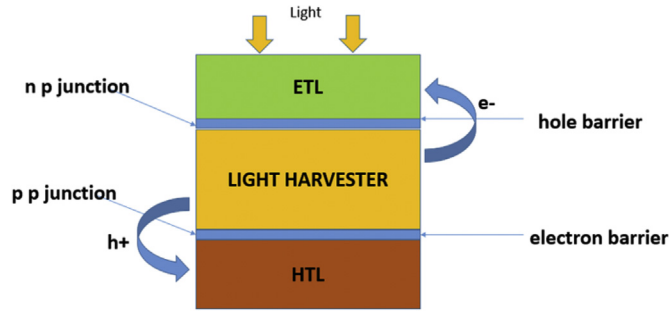 Light
ETL
n p junction
e-
hole barrier
LIGHT HARVESTER
p p junction
h+
electron barrier
HTL